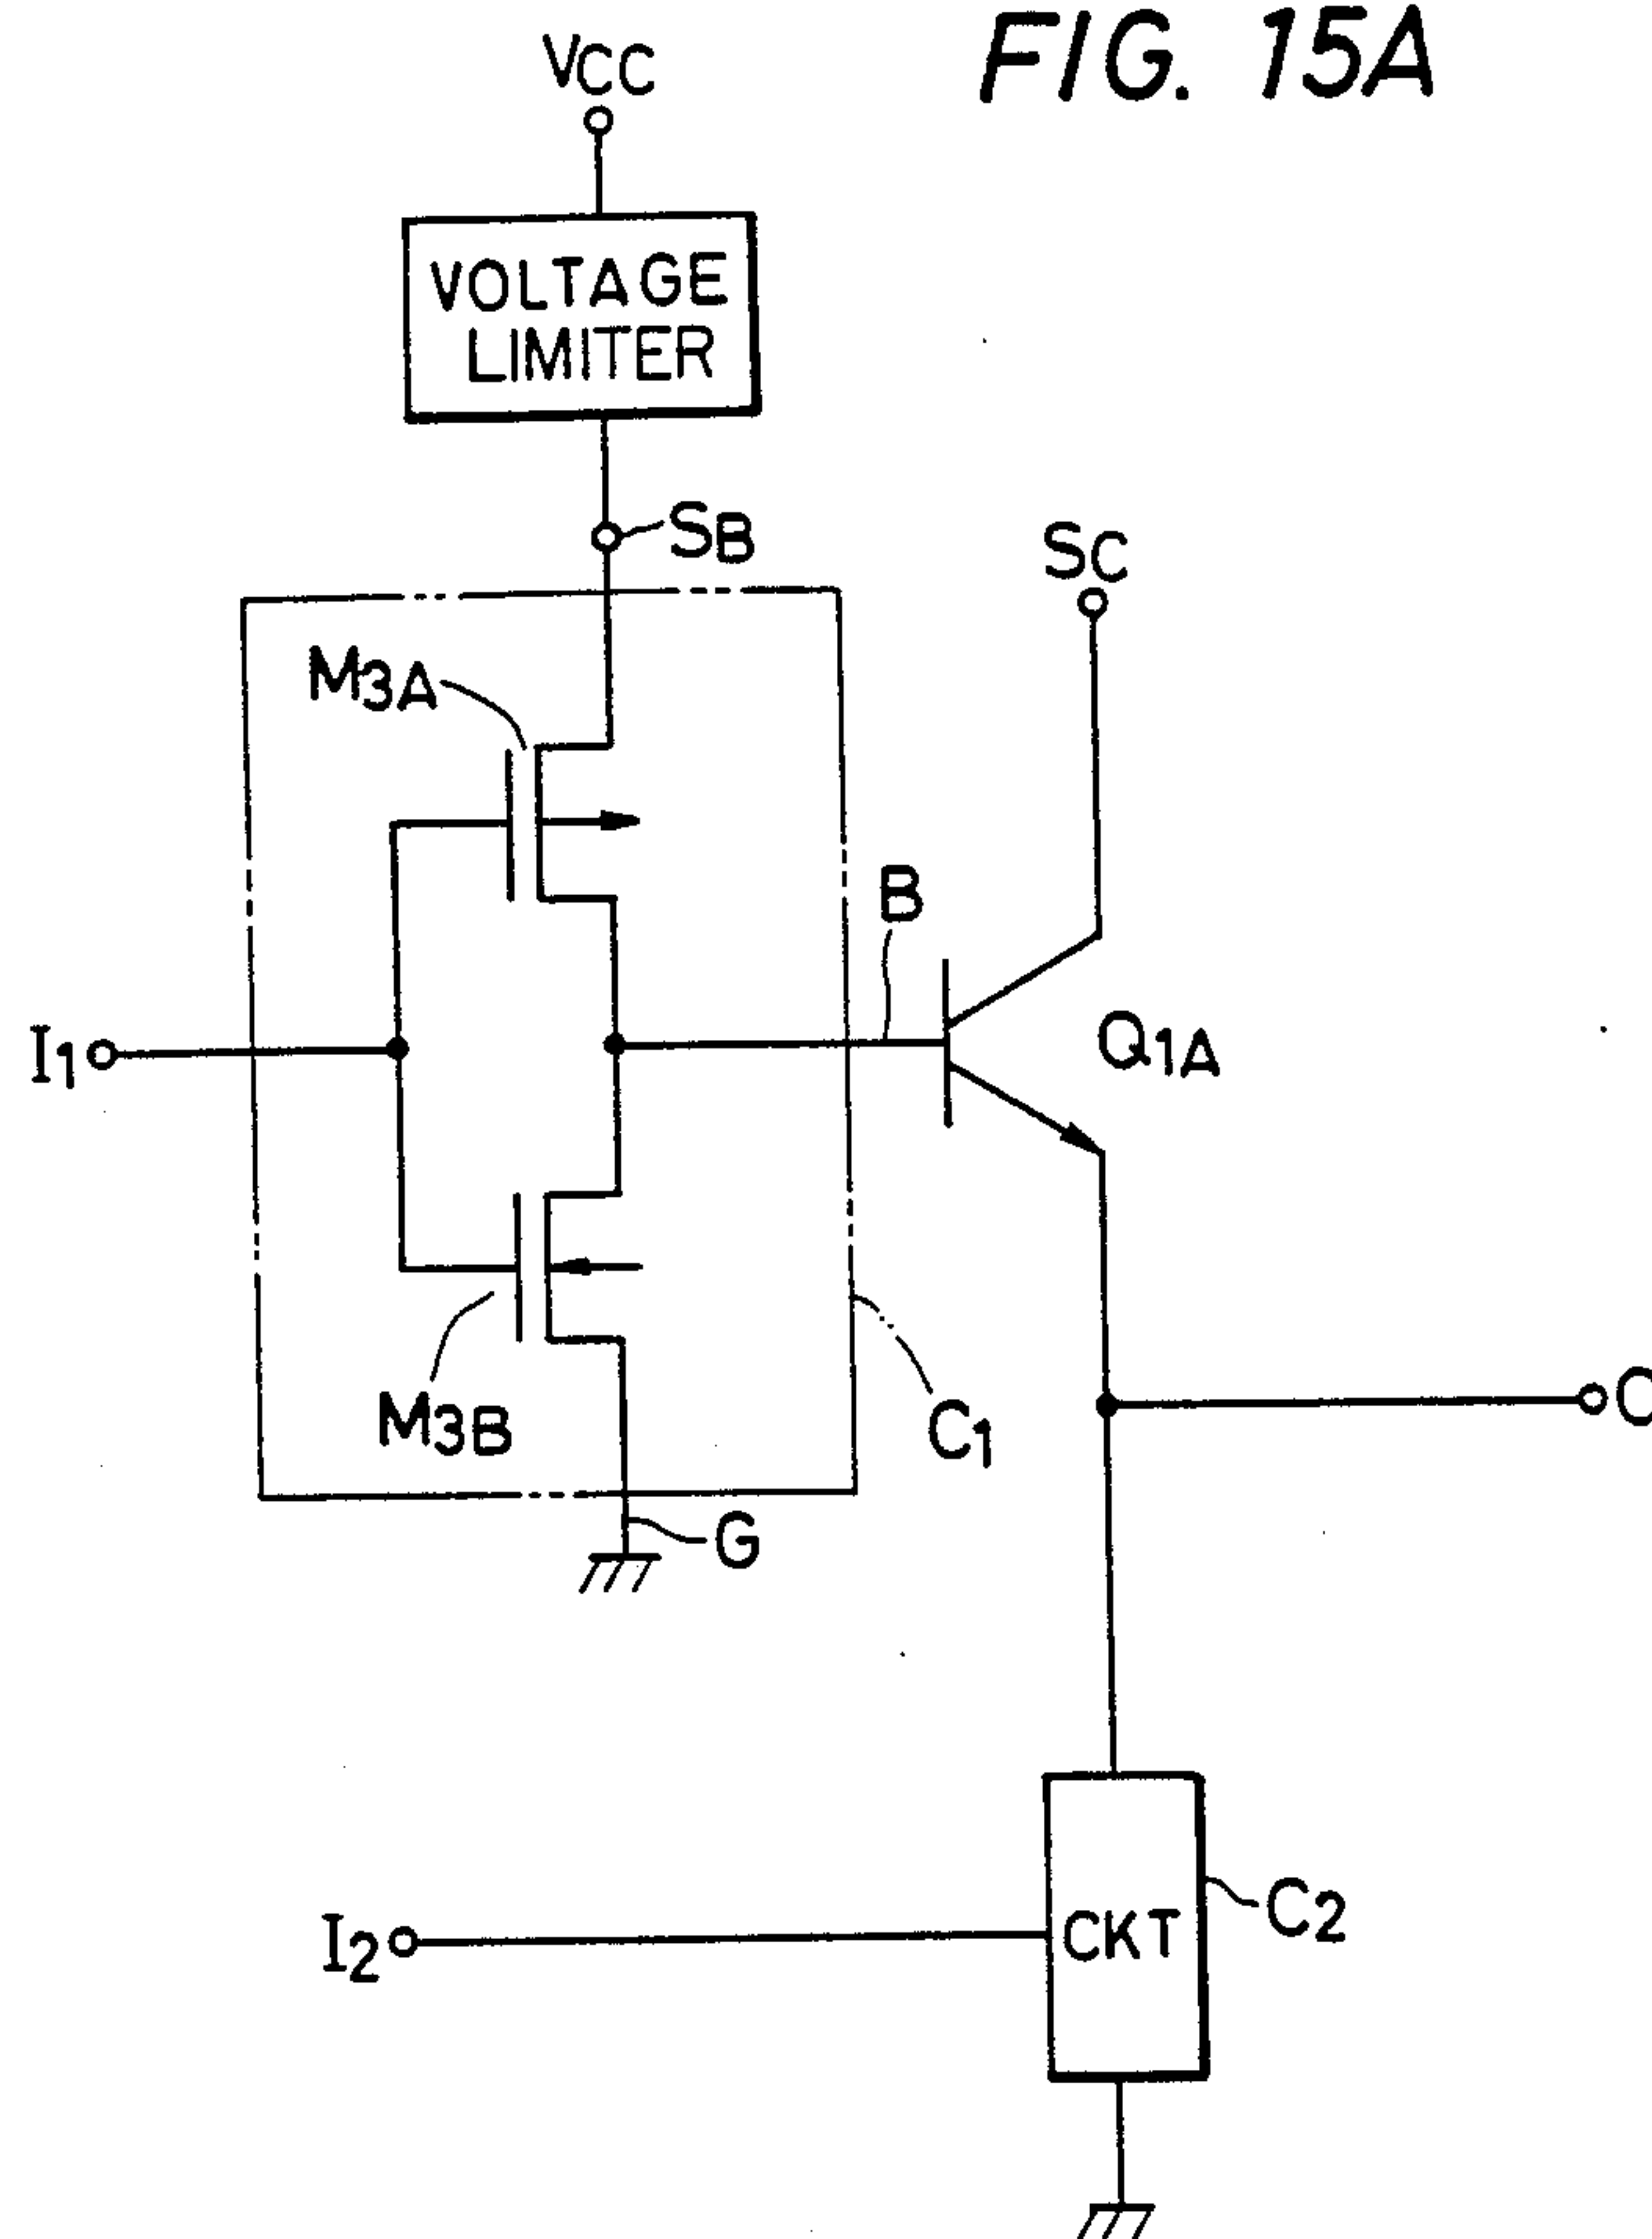 FIG. 15A
VCC
VOLTAGE
LIMITER
SB
SC
M3A
B
I1
Q1A
M3B
C1
G
I2
CKT
C2